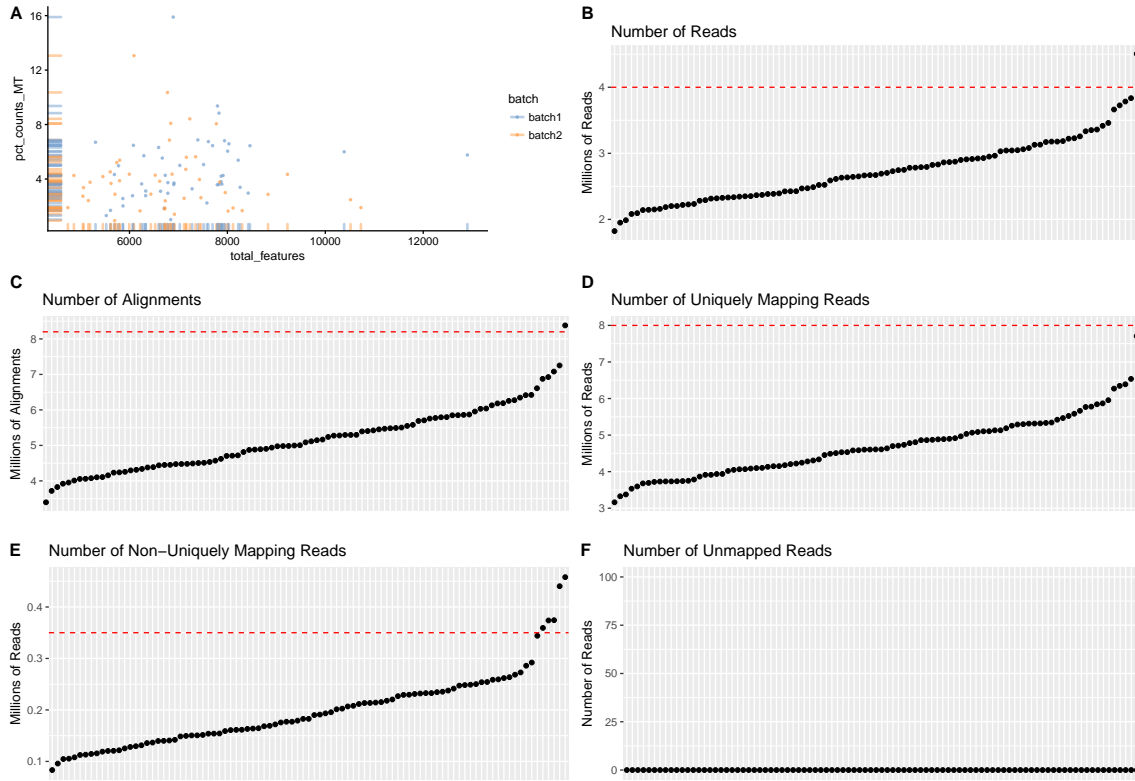 A
pct_counts_MT
16
12
8
4
6000
8000
10000
12000
total_features
batch
batch1
batch2
B
Number of Reads
Millions of Reads
4
3
2
C
Number of Alignments
Millions of Alignments
8
7
6
5
4
D
Number of Uniquely Mapping Reads
Millions of Reads
8
7
6
5
4
3
E
Number of Non−Uniquely Mapping Reads
Millions of Reads
0.4
0.3
0.2
0.1
F
Number of Unmapped Reads
Number of Reads
100
75
50
25
0